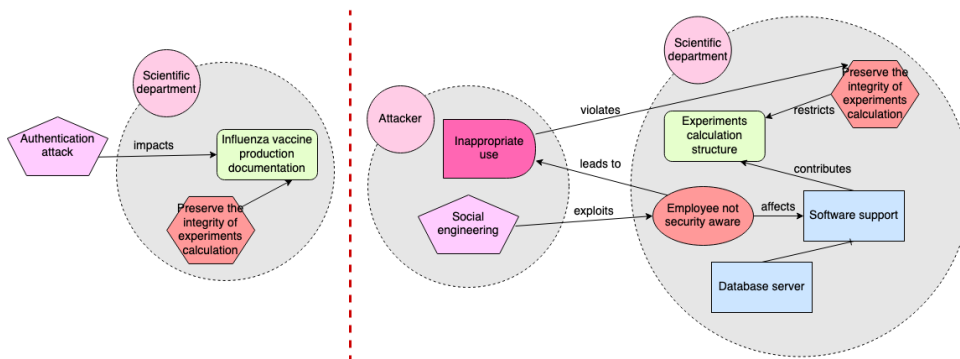 Scientific
department
Authentication
attack
impacts
Influenza vaccine
production
documentation
Preserve the
integrity of
experiments
calculation
Attacker
Inappropriate
use
Social
engineering
violates
leads to
exploits
Scientific
department
Preserve the
integrity of
experiments
calculation
restricts
Experiments
calculation
structure
contributes
Employee not
security aware
affects
Software support
Database server